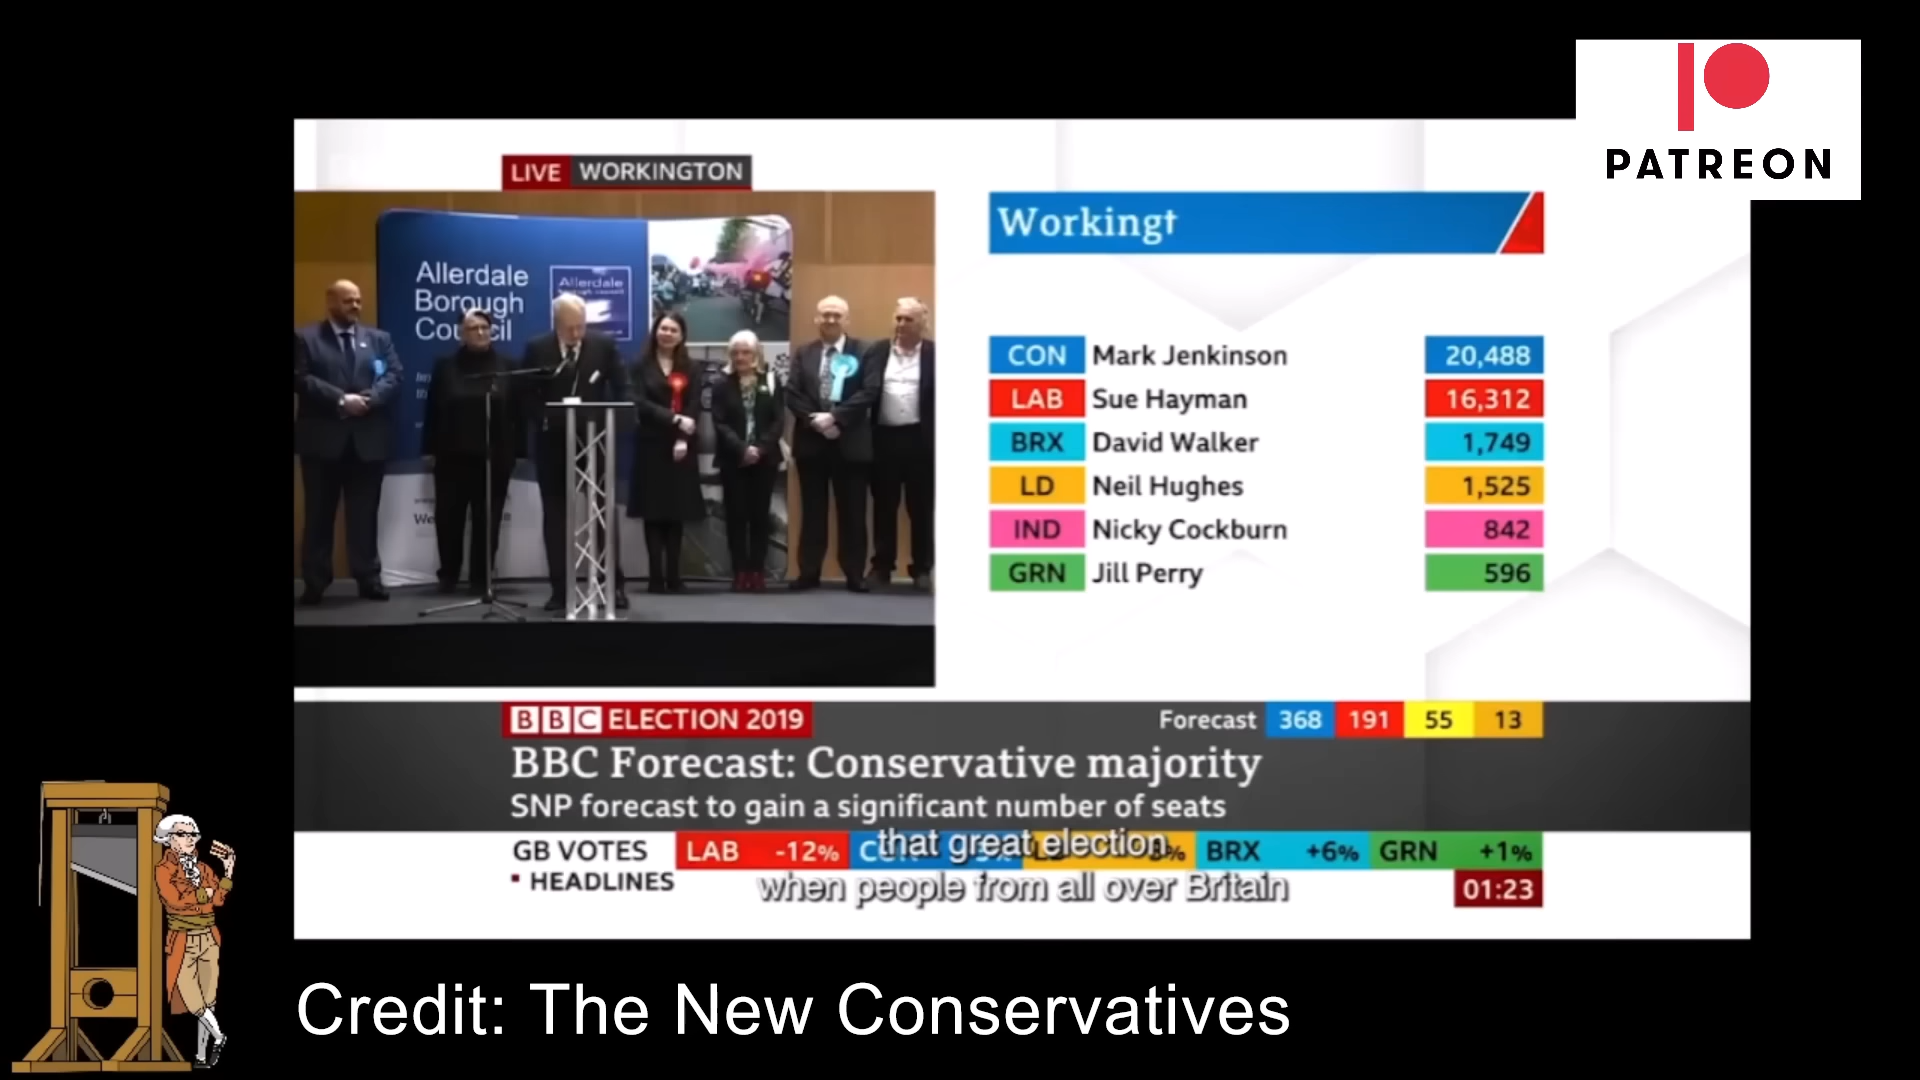 PATREON
LIVE WORKINGTON
Allerdale
Borough
Council
Allerdale
Workingt
CON Mark Jenkinson 20,488
LAB Sue Hayman 16,312
BRX David Walker 1,749
LD Neil Hughes 1,525
IND Nicky Cockburn 842
GRN Jill Perry 596
BBC ELECTION 2019
Forecast 368 191 55 13
BBC Forecast: Conservative majority
SNP forecast to gain a significant number of seats
GB VOTES LAB -12% BRX +6% GRN +1%
that great election
HEADLINES
when people from all over Britain
01:23
Credit: The New Conservatives